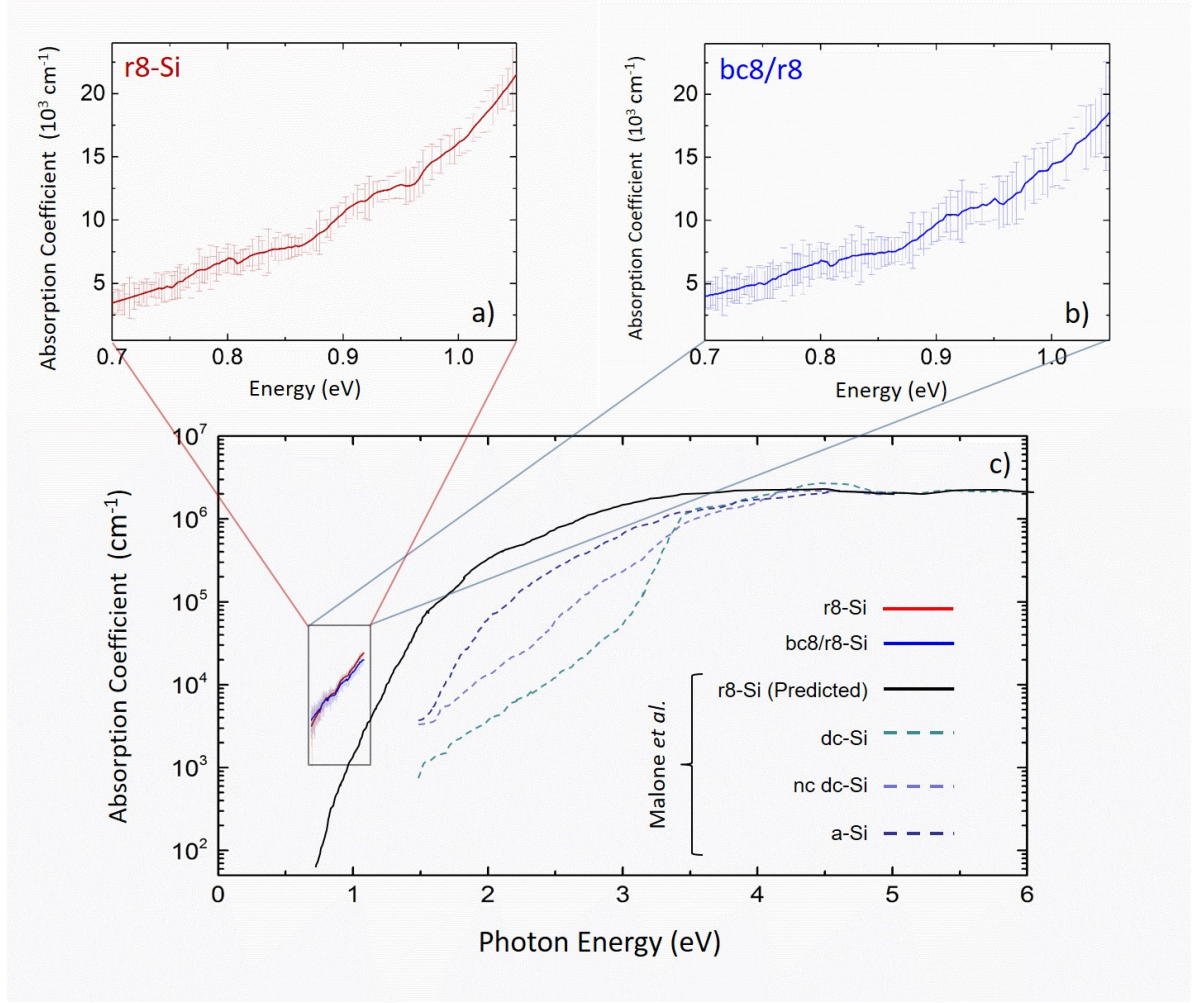 r8-Si
Absorption Coefficient (10³ cm⁻¹)
20
15
10
5
a)
0.7 0.8 0.9 1.0
Energy (eV)
bc8/r8
Absorption Coefficient (10³ cm⁻¹)
20
15
10
5
b)
0.7 0.8 0.9 1.0
Energy (eV)
c)
Absorption Coefficient (cm⁻¹)
10⁷
10⁶
10⁵
10⁴
10³
10²
r8-Si
bc8/r8-Si
Malone et al.
r8-Si (Predicted)
dc-Si
nc dc-Si
a-Si
0 1 2 3 4 5 6
Photon Energy (eV)